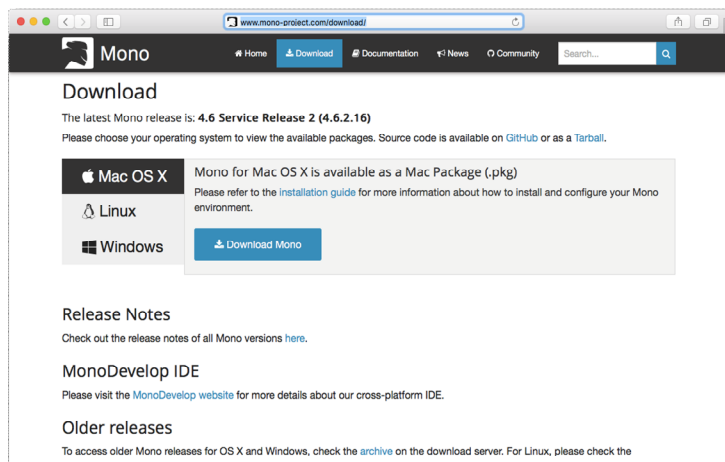 www.mono-project.com/download/
Mono
Home
Download
Documentation
News
Community
Search...
Download
The latest Mono release is: 4.6 Service Release 2 (4.6.2.16)
Please choose your operating system to view the available packages. Source code is available on GitHub or as a Tarball.
Mac OS X
Linux
Windows
Mono for Mac OS X is available as a Mac Package (.pkg)
Please refer to the installation guide for more information about how to install and configure your Mono
environment.
Download Mono
Release Notes
Check out the release notes of all Mono versions here.
MonoDevelop IDE
Please visit the MonoDevelop website for more details about our cross-platform IDE.
Older releases
To access older Mono releases for OS X and Windows, check the archive on the download server. For Linux, please check the